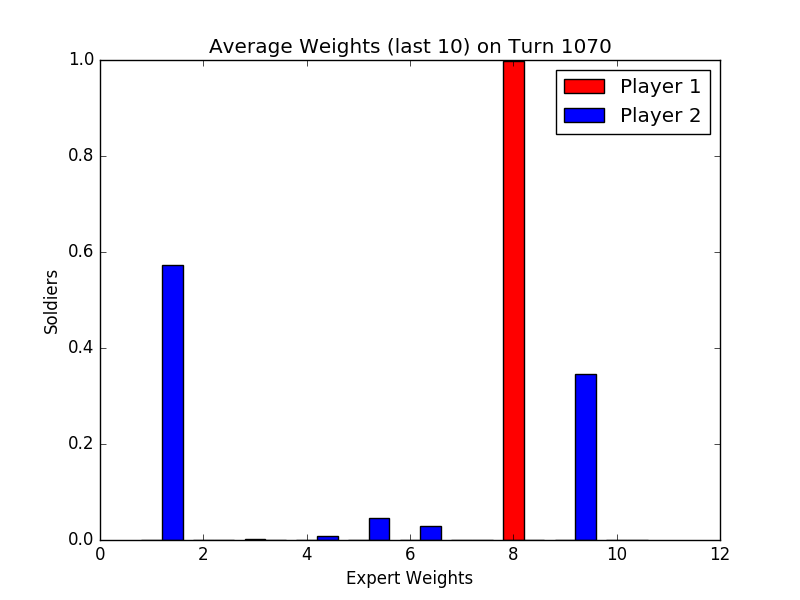 Average Weights (last 10) on Turn 1070
1.0
0.8
0.6
0.4
0.2
0.0
Soldiers
Player 1
Player 2
0 2 4 6 8 10 12
Expert Weights